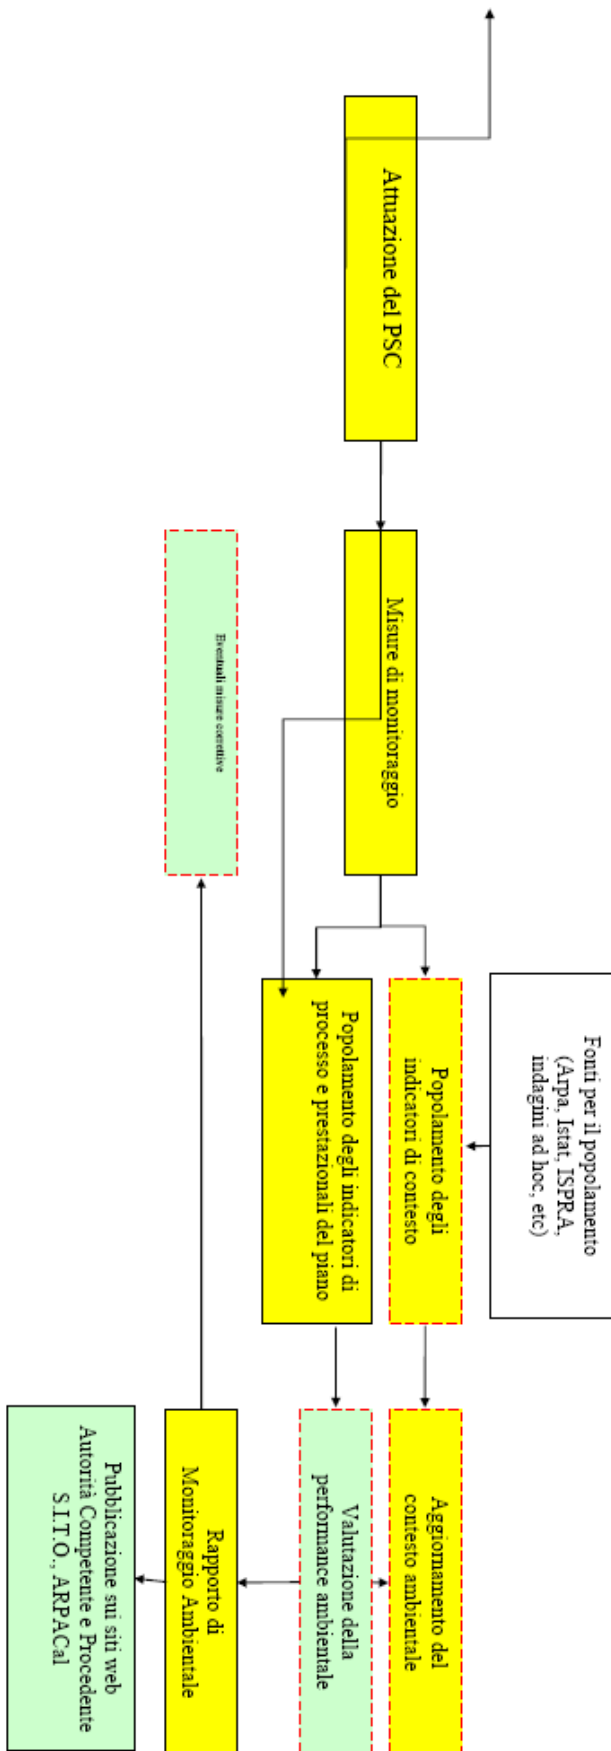 Attuazione del PSC
Misure di monitoraggio
Fonti per il popolamento
(Arpa, Istat, ISPRA,
indagini ad hoc, etc)
Popolamento degli
indicatori di contesto
Popolamento degli indicatori di
processo e prestazionali del piano
Eventuali misure correttive
Aggiornamento del
contesto ambientale
Valutazione della
performance ambientale
Rapporto di
Monitoraggio Ambientale
Pubblicazione sui siti web
Autorità Competente e Procedente
S.I.T.O., ARPACal